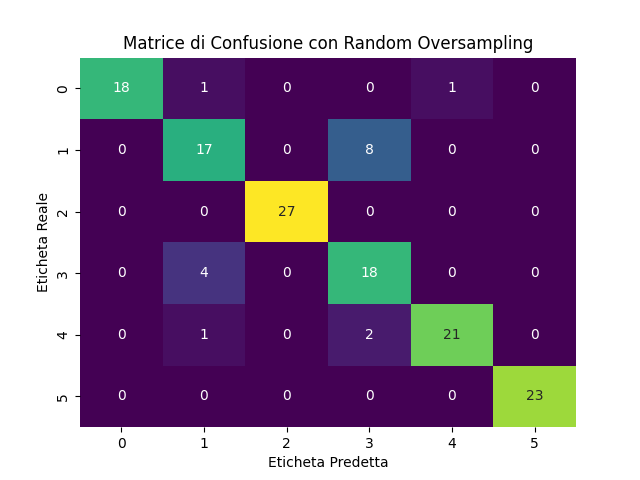 Matrice di Confusione con Random Oversampling
Eticheta Reale
0 18 1 0 0 1 0
1 0 17 0 8 0 0
2 0 0 27 0 0 0
3 0 4 0 18 0 0
4 0 1 0 2 21 0
5 0 0 0 0 0 23
0 1 2 3 4 5
Eticheta Predetta